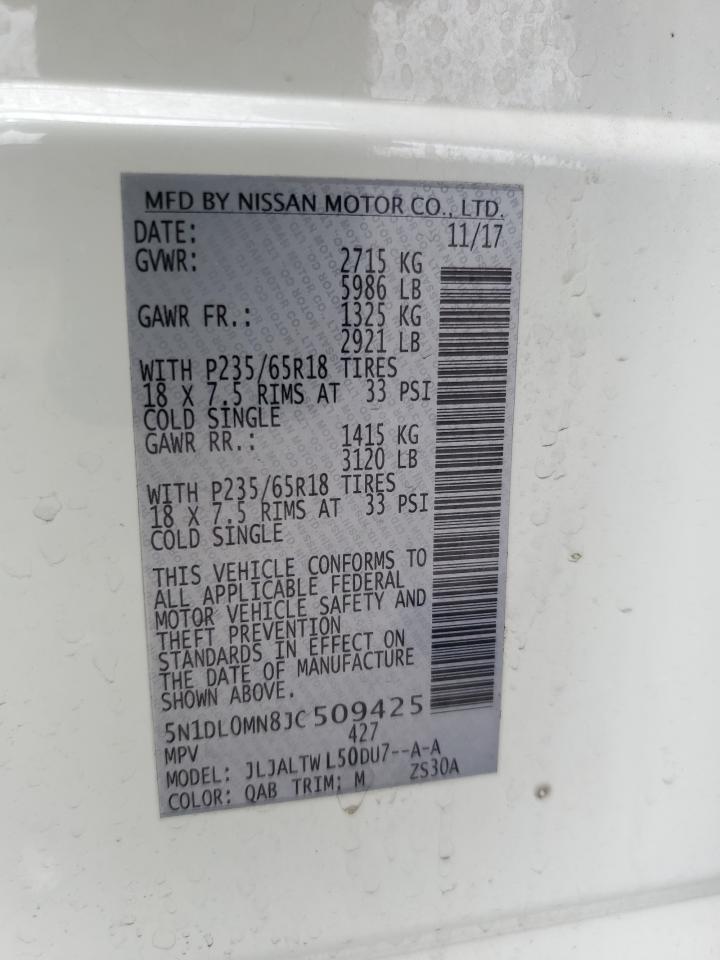 MFD BY NISSAN MOTOR CO., LTD.
DATE: 11/17
GVWR: 2715 KG
5986 LB
GAWR FR.: 1325 KG
2921 LB
WITH P235/65R18 TIRES
18 X 7.5 RIMS AT 33 PSI
COLD SINGLE
GAWR RR.: 1415 KG
3120 LB
WITH P235/65R18 TIRES
18 X 7.5 RIMS AT 33 PSI
COLD SINGLE
THIS VEHICLE CONFORMS TO
ALL APPLICABLE FEDERAL
MOTOR VEHICLE SAFETY AND
THEFT PREVENTION
STANDARDS IN EFFECT ON
THE DATE OF MANUFACTURE
SHOWN ABOVE.
5N1DL0MN8JC509425
MPV 427
MODEL: JLJALTWL50DU7--A-A
COLOR: QAB TRIM: M ZS30A